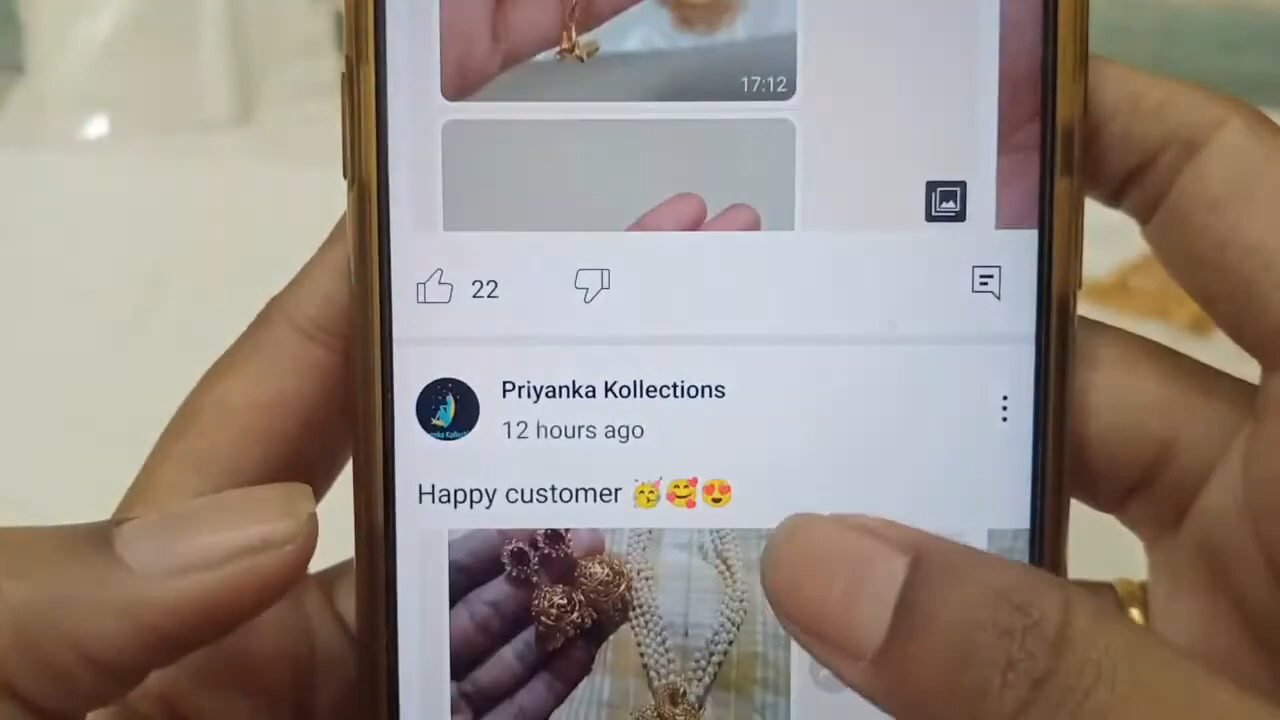 17:12
22
Priyanka Kollections
12 hours ago
Happy customer 🥳🥰😍